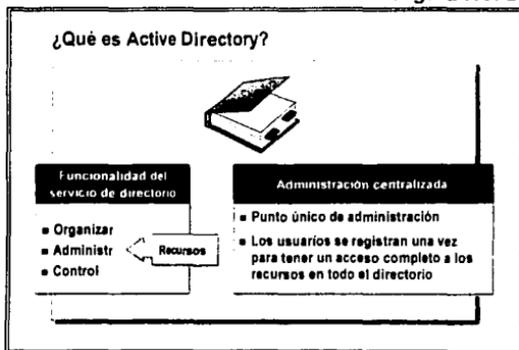 ¿Qué es Active Directory?
Funcionalidad del
servicio de directorio
Organizar
Administr
Control
Recursos
Administración centralizada
Punto único de administración
Los usuarios se registran una vez
para tener un acceso completo a los
recursos en todo el directorio